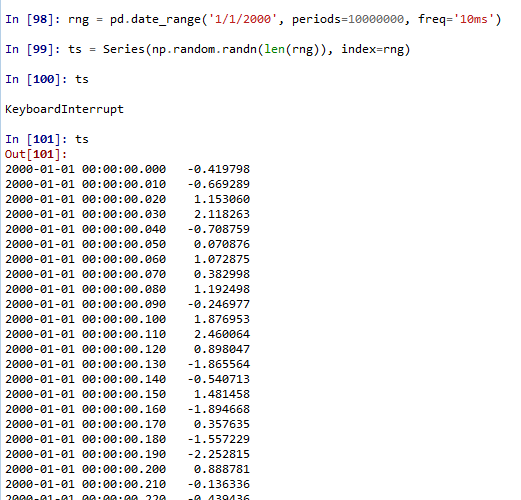 In [98]: rng = pd.date_range('1/1/2000', periods=10000000, freq='10ms')
In [99]: ts = Series(np.random.randn(len(rng)), index=rng)
In [100]: ts
KeyboardInterrupt
In [101]: ts
Out[101]:
2000-01-01 00:00:00.000   -0.419798
2000-01-01 00:00:00.010   -0.669289
2000-01-01 00:00:00.020    1.153060
2000-01-01 00:00:00.030    2.118263
2000-01-01 00:00:00.040   -0.708759
2000-01-01 00:00:00.050    0.070876
2000-01-01 00:00:00.060    1.072875
2000-01-01 00:00:00.070    0.382998
2000-01-01 00:00:00.080    1.192498
2000-01-01 00:00:00.090   -0.246977
2000-01-01 00:00:00.100    1.876953
2000-01-01 00:00:00.110    2.460064
2000-01-01 00:00:00.120    0.898047
2000-01-01 00:00:00.130   -1.865564
2000-01-01 00:00:00.140   -0.540713
2000-01-01 00:00:00.150    1.481458
2000-01-01 00:00:00.160   -1.894668
2000-01-01 00:00:00.170    0.357635
2000-01-01 00:00:00.180   -1.557229
2000-01-01 00:00:00.190   -2.252815
2000-01-01 00:00:00.200    0.888781
2000-01-01 00:00:00.210   -0.136336
2000-01-01 00:00:00.220   -0.439436